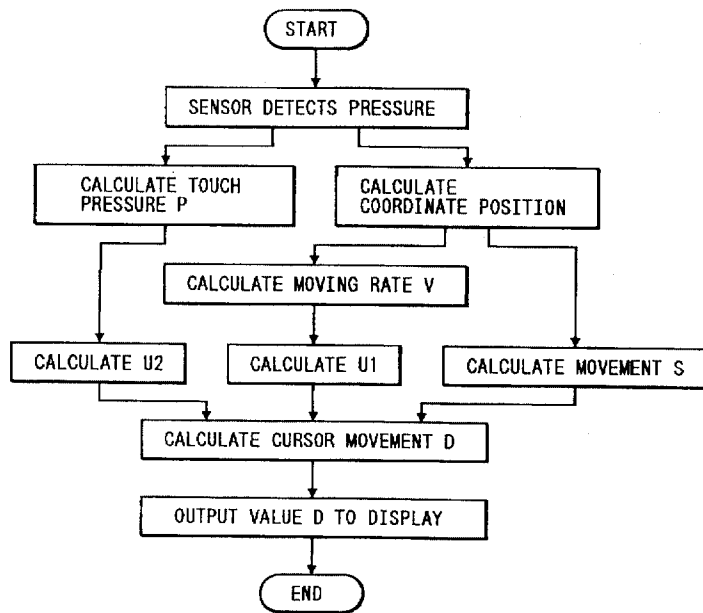 START
SENSOR DETECTS PRESSURE
CALCULATE TOUCH
PRESSURE P
CALCULATE
COORDINATE POSITION
CALCULATE MOVING RATE V
CALCULATE U2
CALCULATE U1
CALCULATE MOVEMENT S
CALCULATE CURSOR MOVEMENT D
OUTPUT VALUE D TO DISPLAY
END